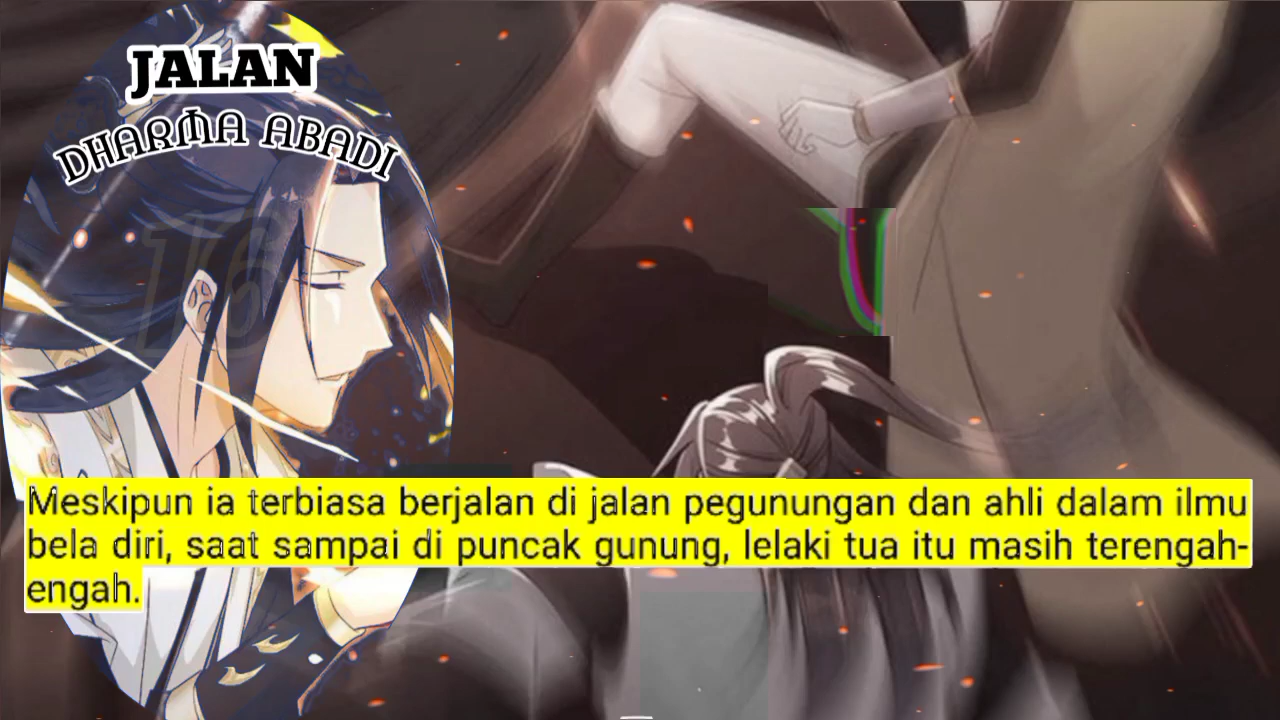 JALAN
DHARMA ABADI
16
Meskipun ia terbiasa berjalan di jalan pegunungan dan ahli dalam ilmu
bela diri, saat sampai di puncak gunung, lelaki tua itu masih terengah-
engah.